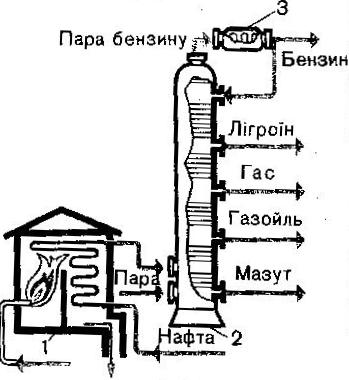 3
Пара бензину
Бензин
Лігроїн
Гас
Газойль
Пара
Мазут
1
Нафта
2